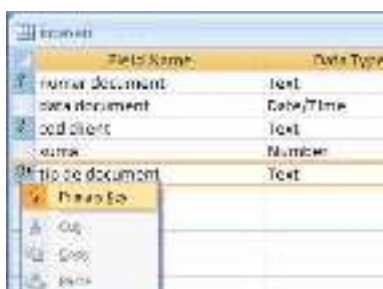 Field Name Data Type
numar document Text
data document Date/Time
cod client Text
suma Number
tip de document Text
Primary Key
Cut
Copy
Paste